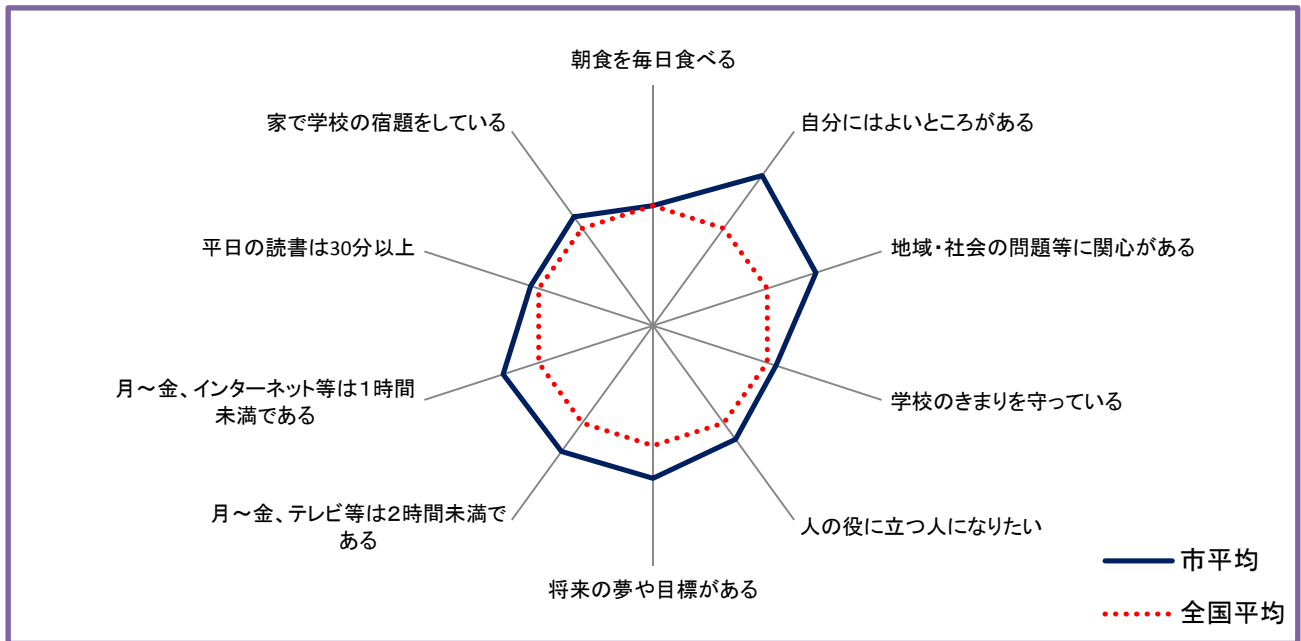 朝食を毎日食べる
自分にはよいところがある
地域・社会の問題等に関心がある
学校のきまりを守っている
人の役に立つ人になりたい
将来の夢や目標がある
月～金、テレビ等は２時間未満で
ある
月～金、インターネット等は１時間
未満である
平日の読書は30分以上
家で学校の宿題をしている
市平均
全国平均